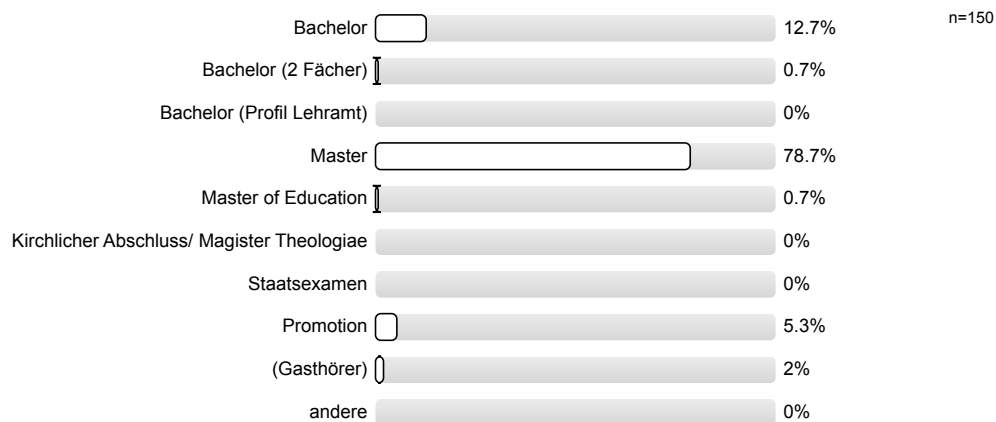 n=150
Bachelor 12.7%
Bachelor (2 Fächer) 0.7%
Bachelor (Profil Lehramt) 0%
Master 78.7%
Master of Education 0.7%
Kirchlicher Abschluss/ Magister Theologiae 0%
Staatsexamen 0%
Promotion 5.3%
(Gasthörer) 2%
andere 0%